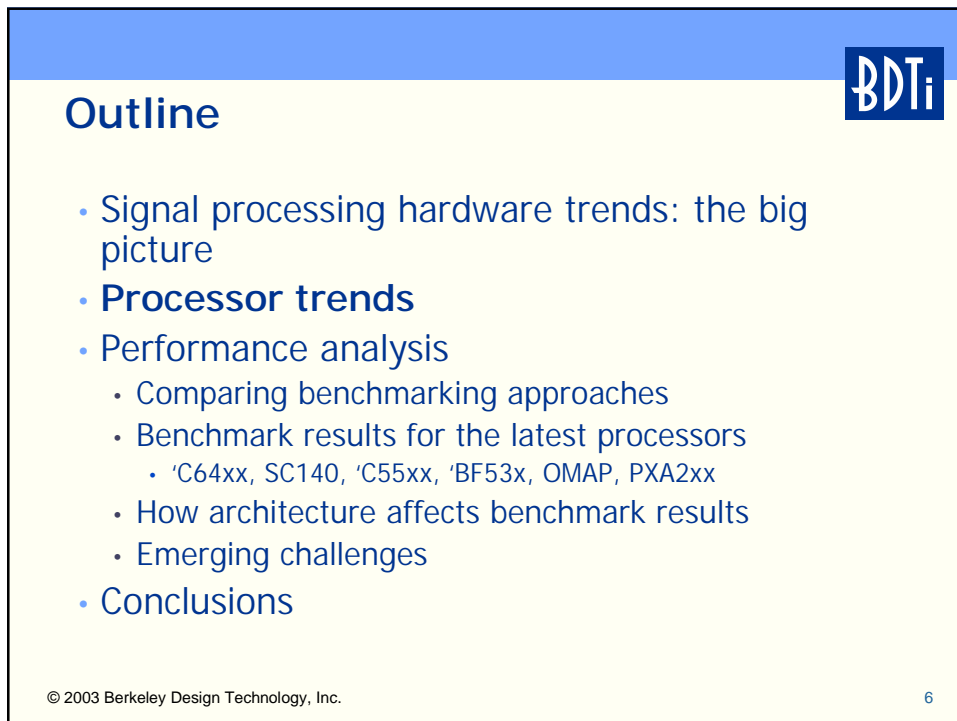 BDTi
Outline
• Signal processing hardware trends: the big
picture
• Processor trends
• Performance analysis
• Comparing benchmarking approaches
• Benchmark results for the latest processors
• ‘C64xx, SC140, ‘C55xx, ‘BF53x, OMAP, PXA2xx
• How architecture affects benchmark results
• Emerging challenges
• Conclusions
© 2003 Berkeley Design Technology, Inc.
6